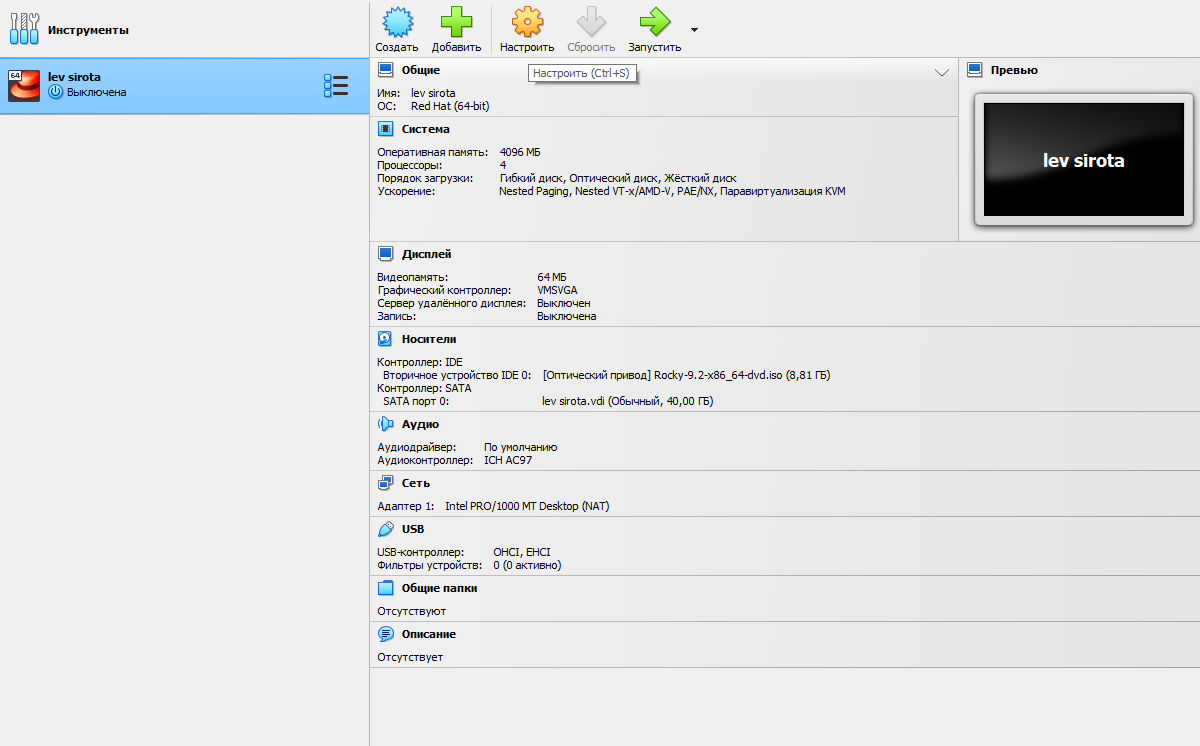 Инструменты
Создать Добавить Настроить Сбросить Запустить
Настроить (Ctrl+S)
64
lev sirota
Выключена
Общие
Имя: lev sirota
ОС: Red Hat (64-bit)
Превью
lev sirota
Система
Оперативная память: 4096 МБ
Процессоры: 4
Порядок загрузки: Гибкий диск, Оптический диск, Жёсткий диск
Ускорение: Nested Paging, Nested VT-x/AMD-V, PAE/NX, Паравиртуализация KVM
Дисплей
Видеопамять: 64 МБ
Графический контроллер: VMSVGA
Сервер удалённого дисплея: Выключен
Запись: Выключена
Носители
Контроллер: IDE
Вторичное устройство IDE 0: [Оптический привод] Rocky-9.2-x86_64-dvd.iso (8,81 ГБ)
Контроллер: SATA
SATA порт 0: lev sirota.vdi (Обычный, 40,00 ГБ)
Аудио
Аудиодрайвер: По умолчанию
Аудиоконтроллер: ICH AC97
Сеть
Адаптер 1: Intel PRO/1000 MT Desktop (NAT)
USB
USB-контроллер: OHCI, EHCI
Фильтры устройств: 0 (0 активно)
Общие папки
Отсутствуют
Описание
Отсутствует